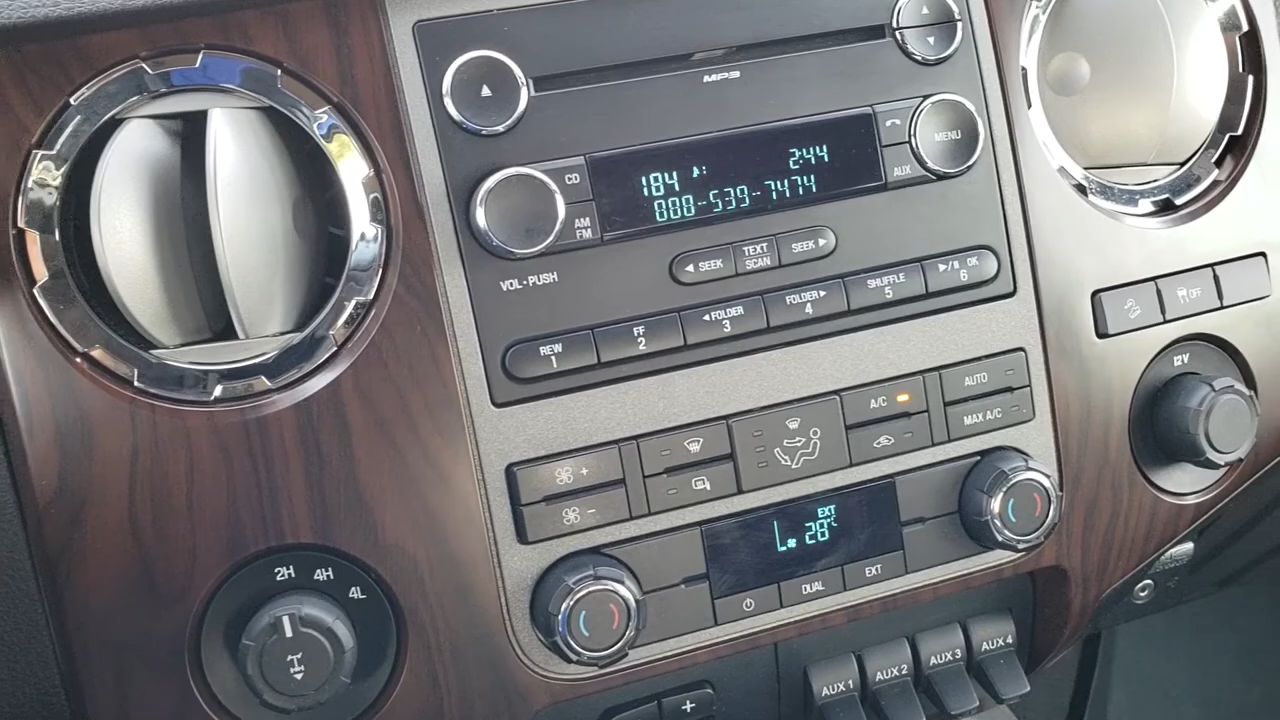 MP3
MENU
CD
184
2:44
AUX
AM
FM
888-539-7474
VOL-PUSH
SEEK
TEXT
SCAN
SEEK
REW
1
FF
2
FOLDER
3
FOLDER
4
SHUFFLE
5
OK
6
OFF
12V
A/C
AUTO
MAX A/C
EXT
L 28°C
DUAL
EXT
2H
4H
4L
AUX 1
AUX 2
AUX 3
AUX 4